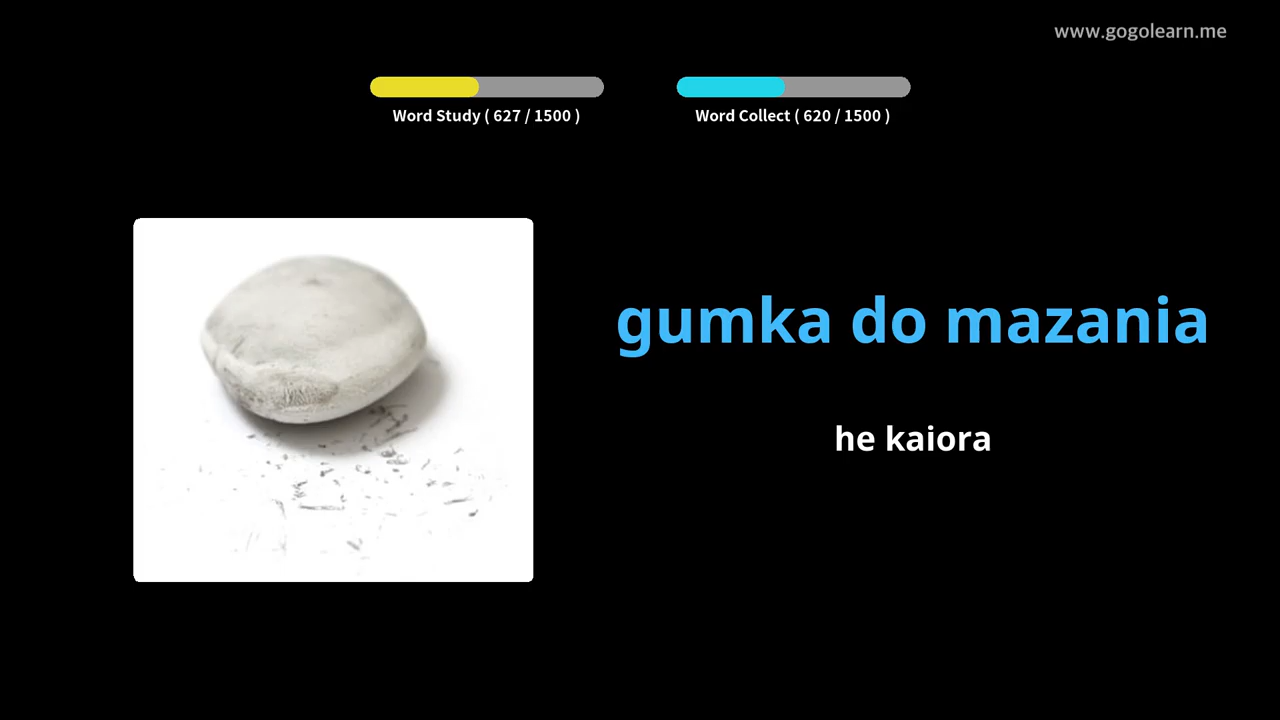 www.gogolearn.me
Word Study ( 627 / 1500 )
Word Collect ( 620 / 1500 )
gumka do mazania
he kaiora